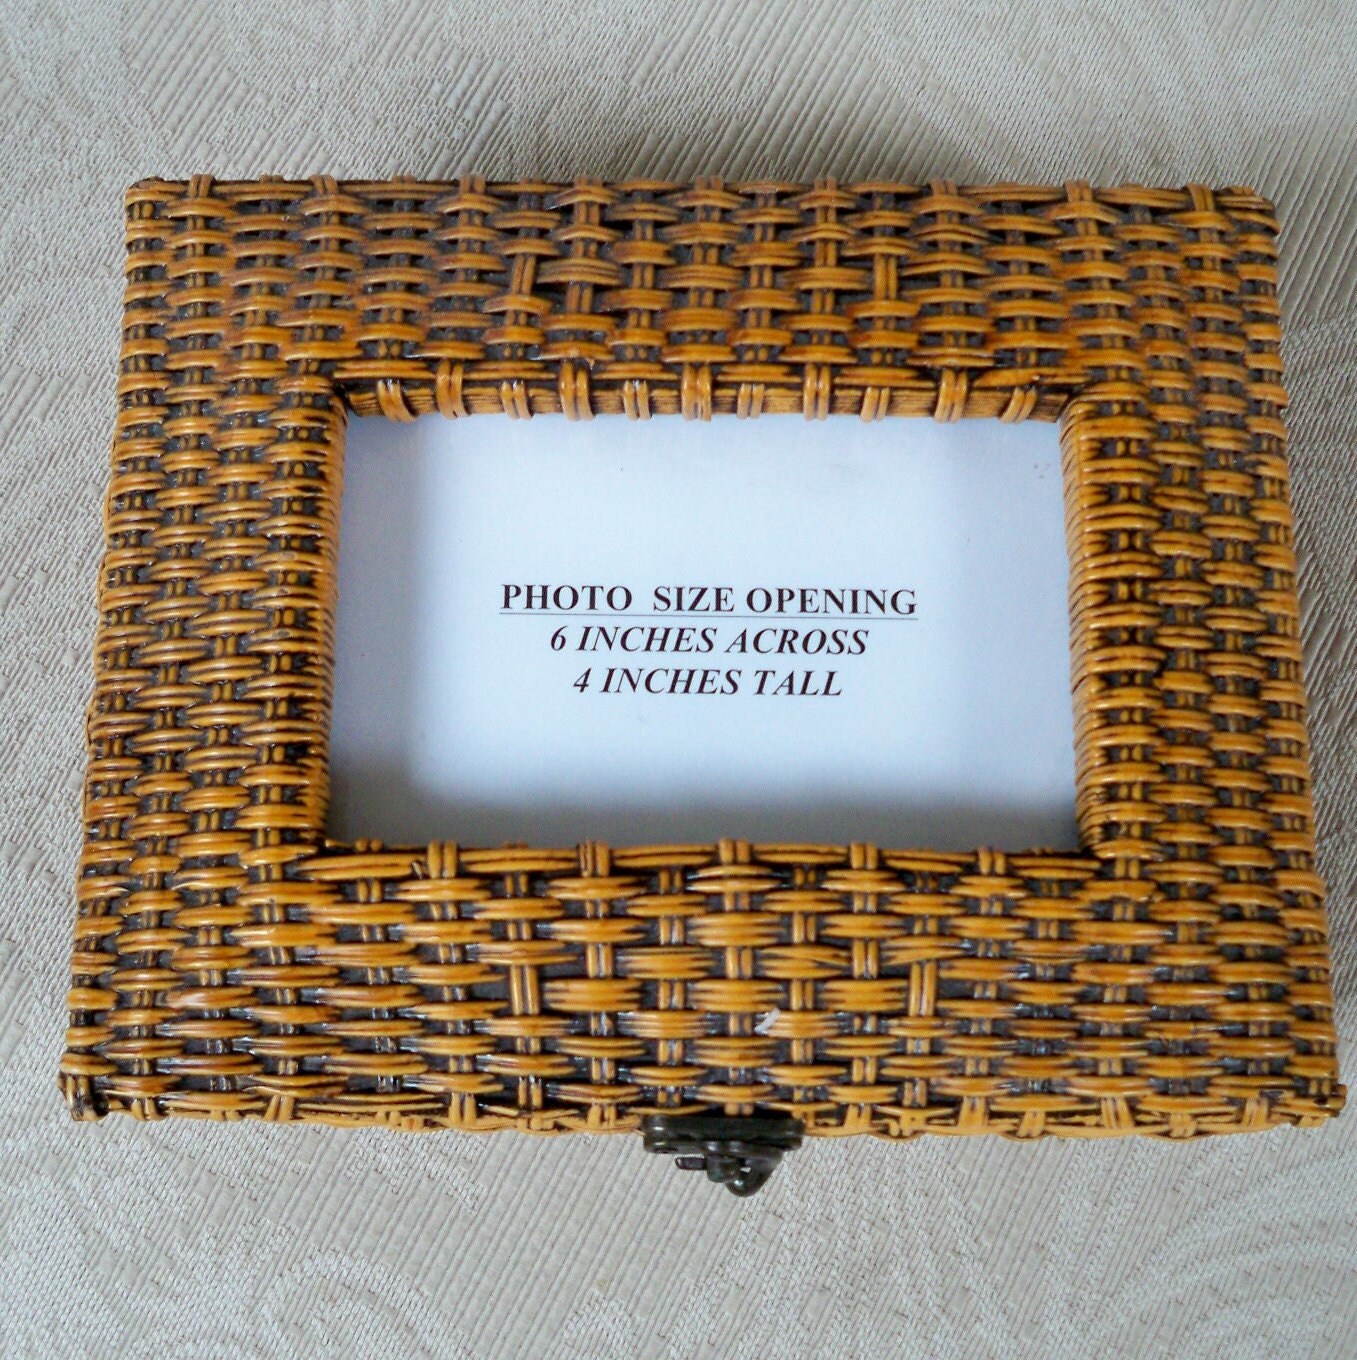 PHOTO SIZE OPENING
6 INCHES ACROSS
4 INCHES TALL